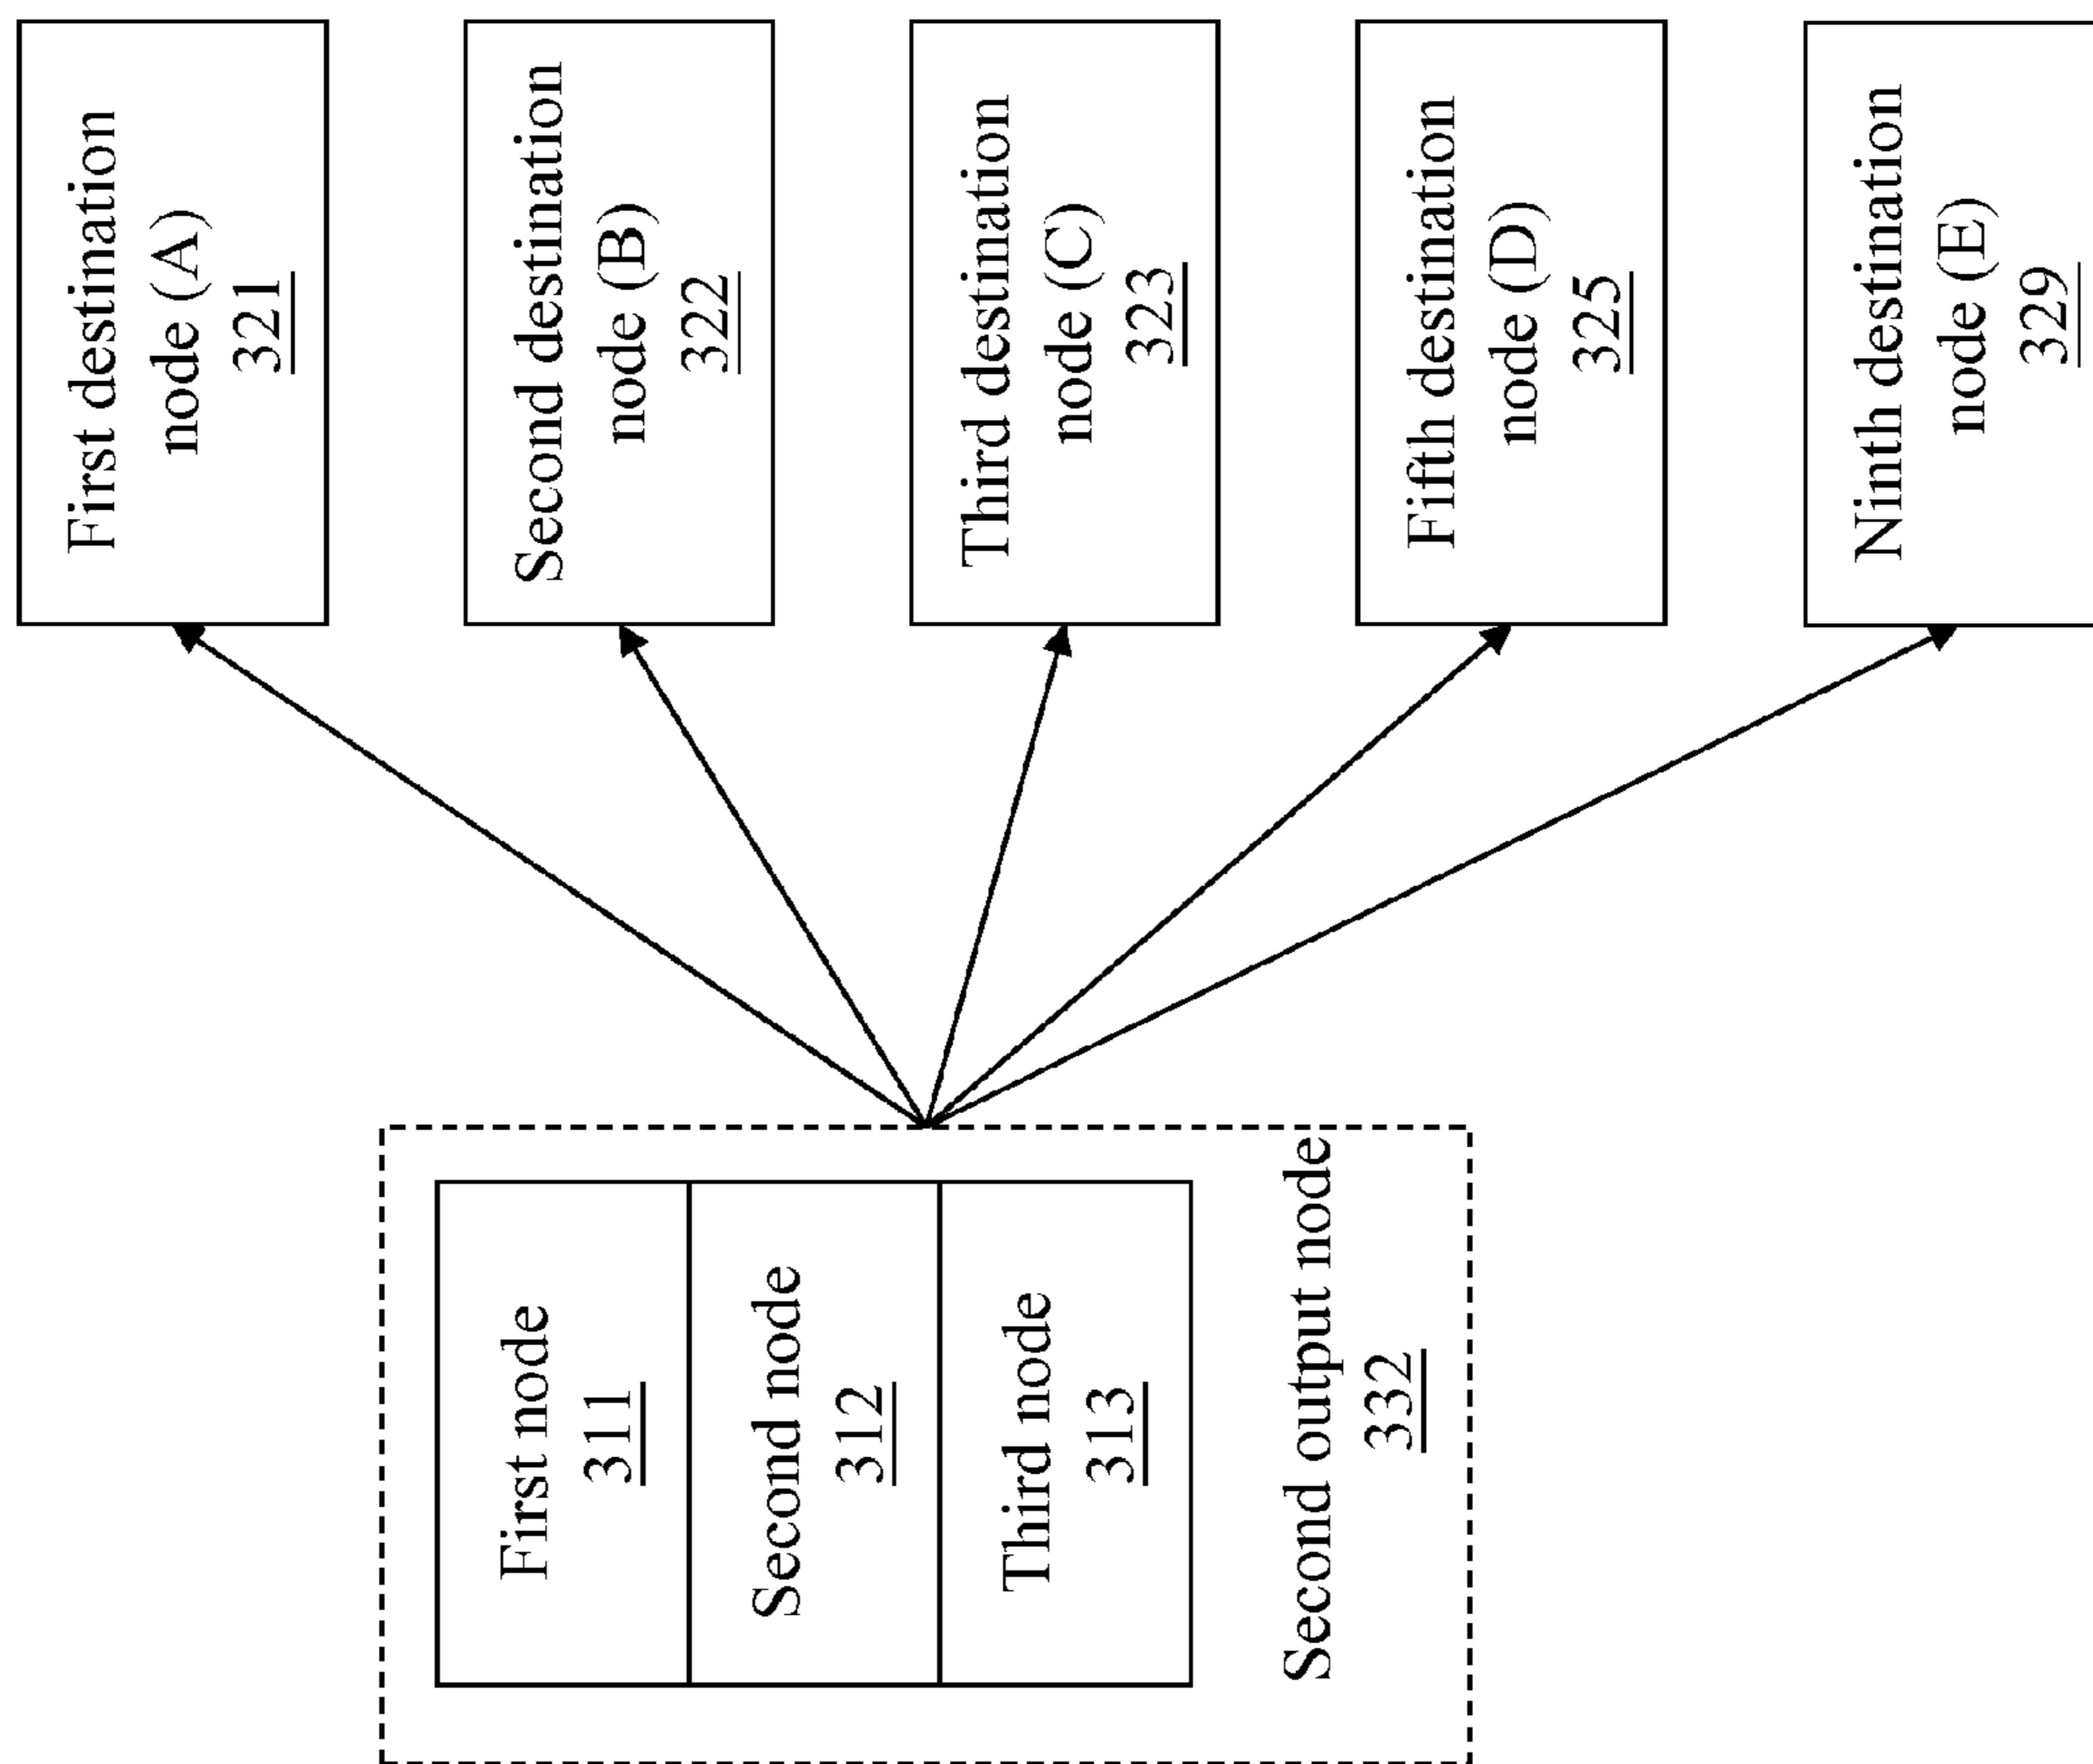 First node
311
Second node
312
Third node
313
Second output node
332
First destination
node (A)
321
Second destination
node (B)
322
Third destination
node (C)
323
Fifth destination
node (D)
325
Ninth destination
node (E)
329